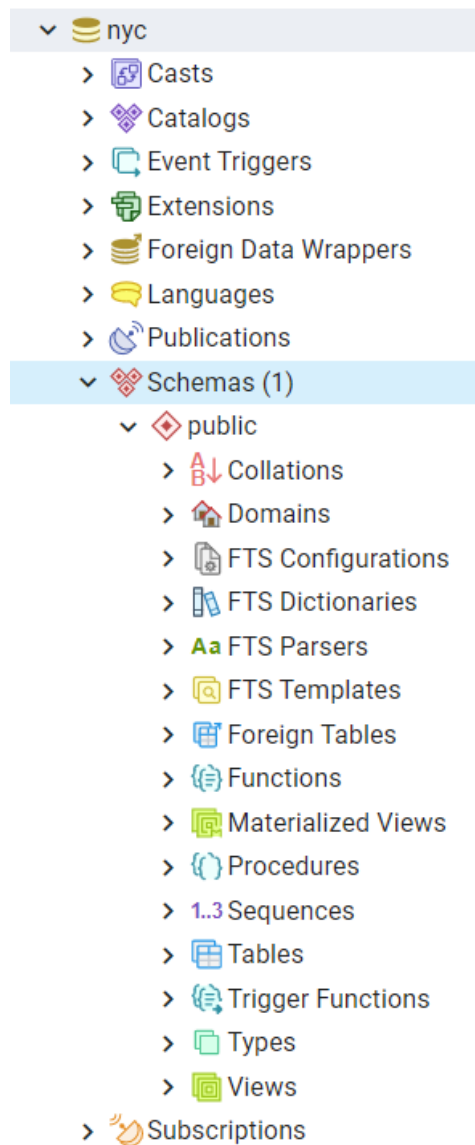 nyc
Casts
Catalogs
Event Triggers
Extensions
Foreign Data Wrappers
Languages
Publications
Schemas (1)
public
A B Collations
Domains
FTS Configurations
FTS Dictionaries
Aa FTS Parsers
FTS Templates
Foreign Tables
Functions
Materialized Views
Procedures
1..3 Sequences
Tables
Trigger Functions
Types
Views
Subscriptions